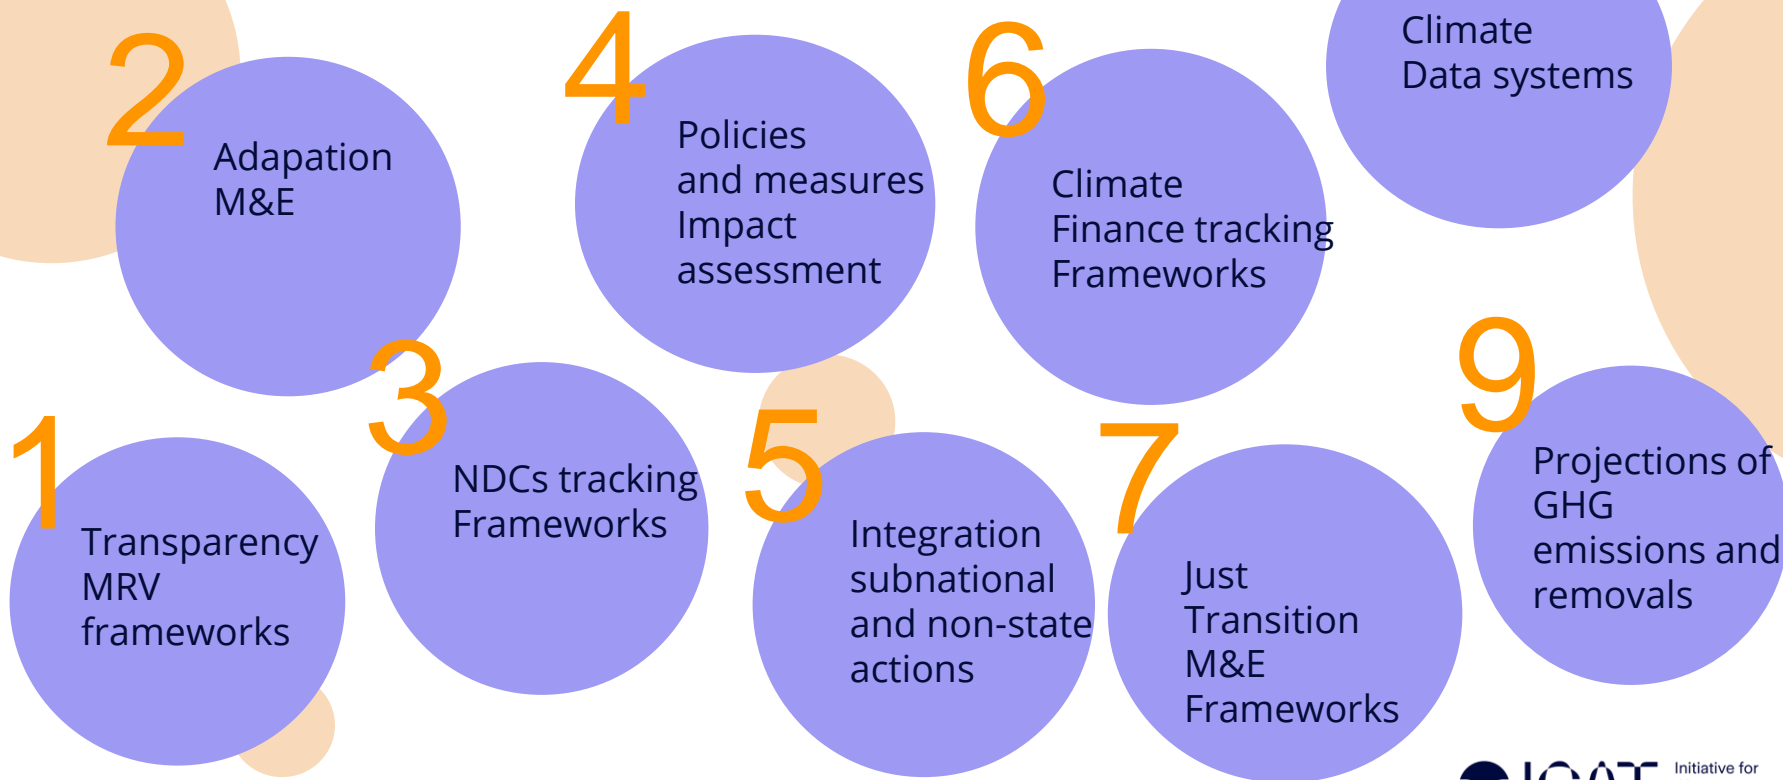 1
Transparency
MRV
frameworks
2
Adapation
M&E
3
NDCs tracking
Frameworks
4
Policies
and measures
Impact
assessment
5
Integration
subnational
and non-state
actions
6
Climate
Finance tracking
Frameworks
7
Just
Transition
M&E
Frameworks
Climate
Data systems
9
Projections of
GHG
emissions and
removals
Initiative for